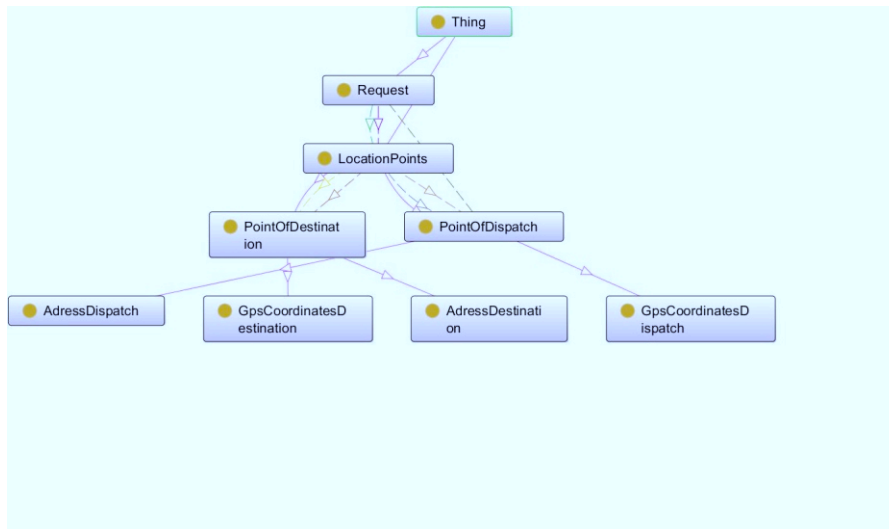 Thing
Request
LocationPoints
PointOfDestinat
ion
PointOfDispatch
AdressDispatch
GpsCoordinatesD
estination
AdressDestinati
on
GpsCoordinatesD
ispatch